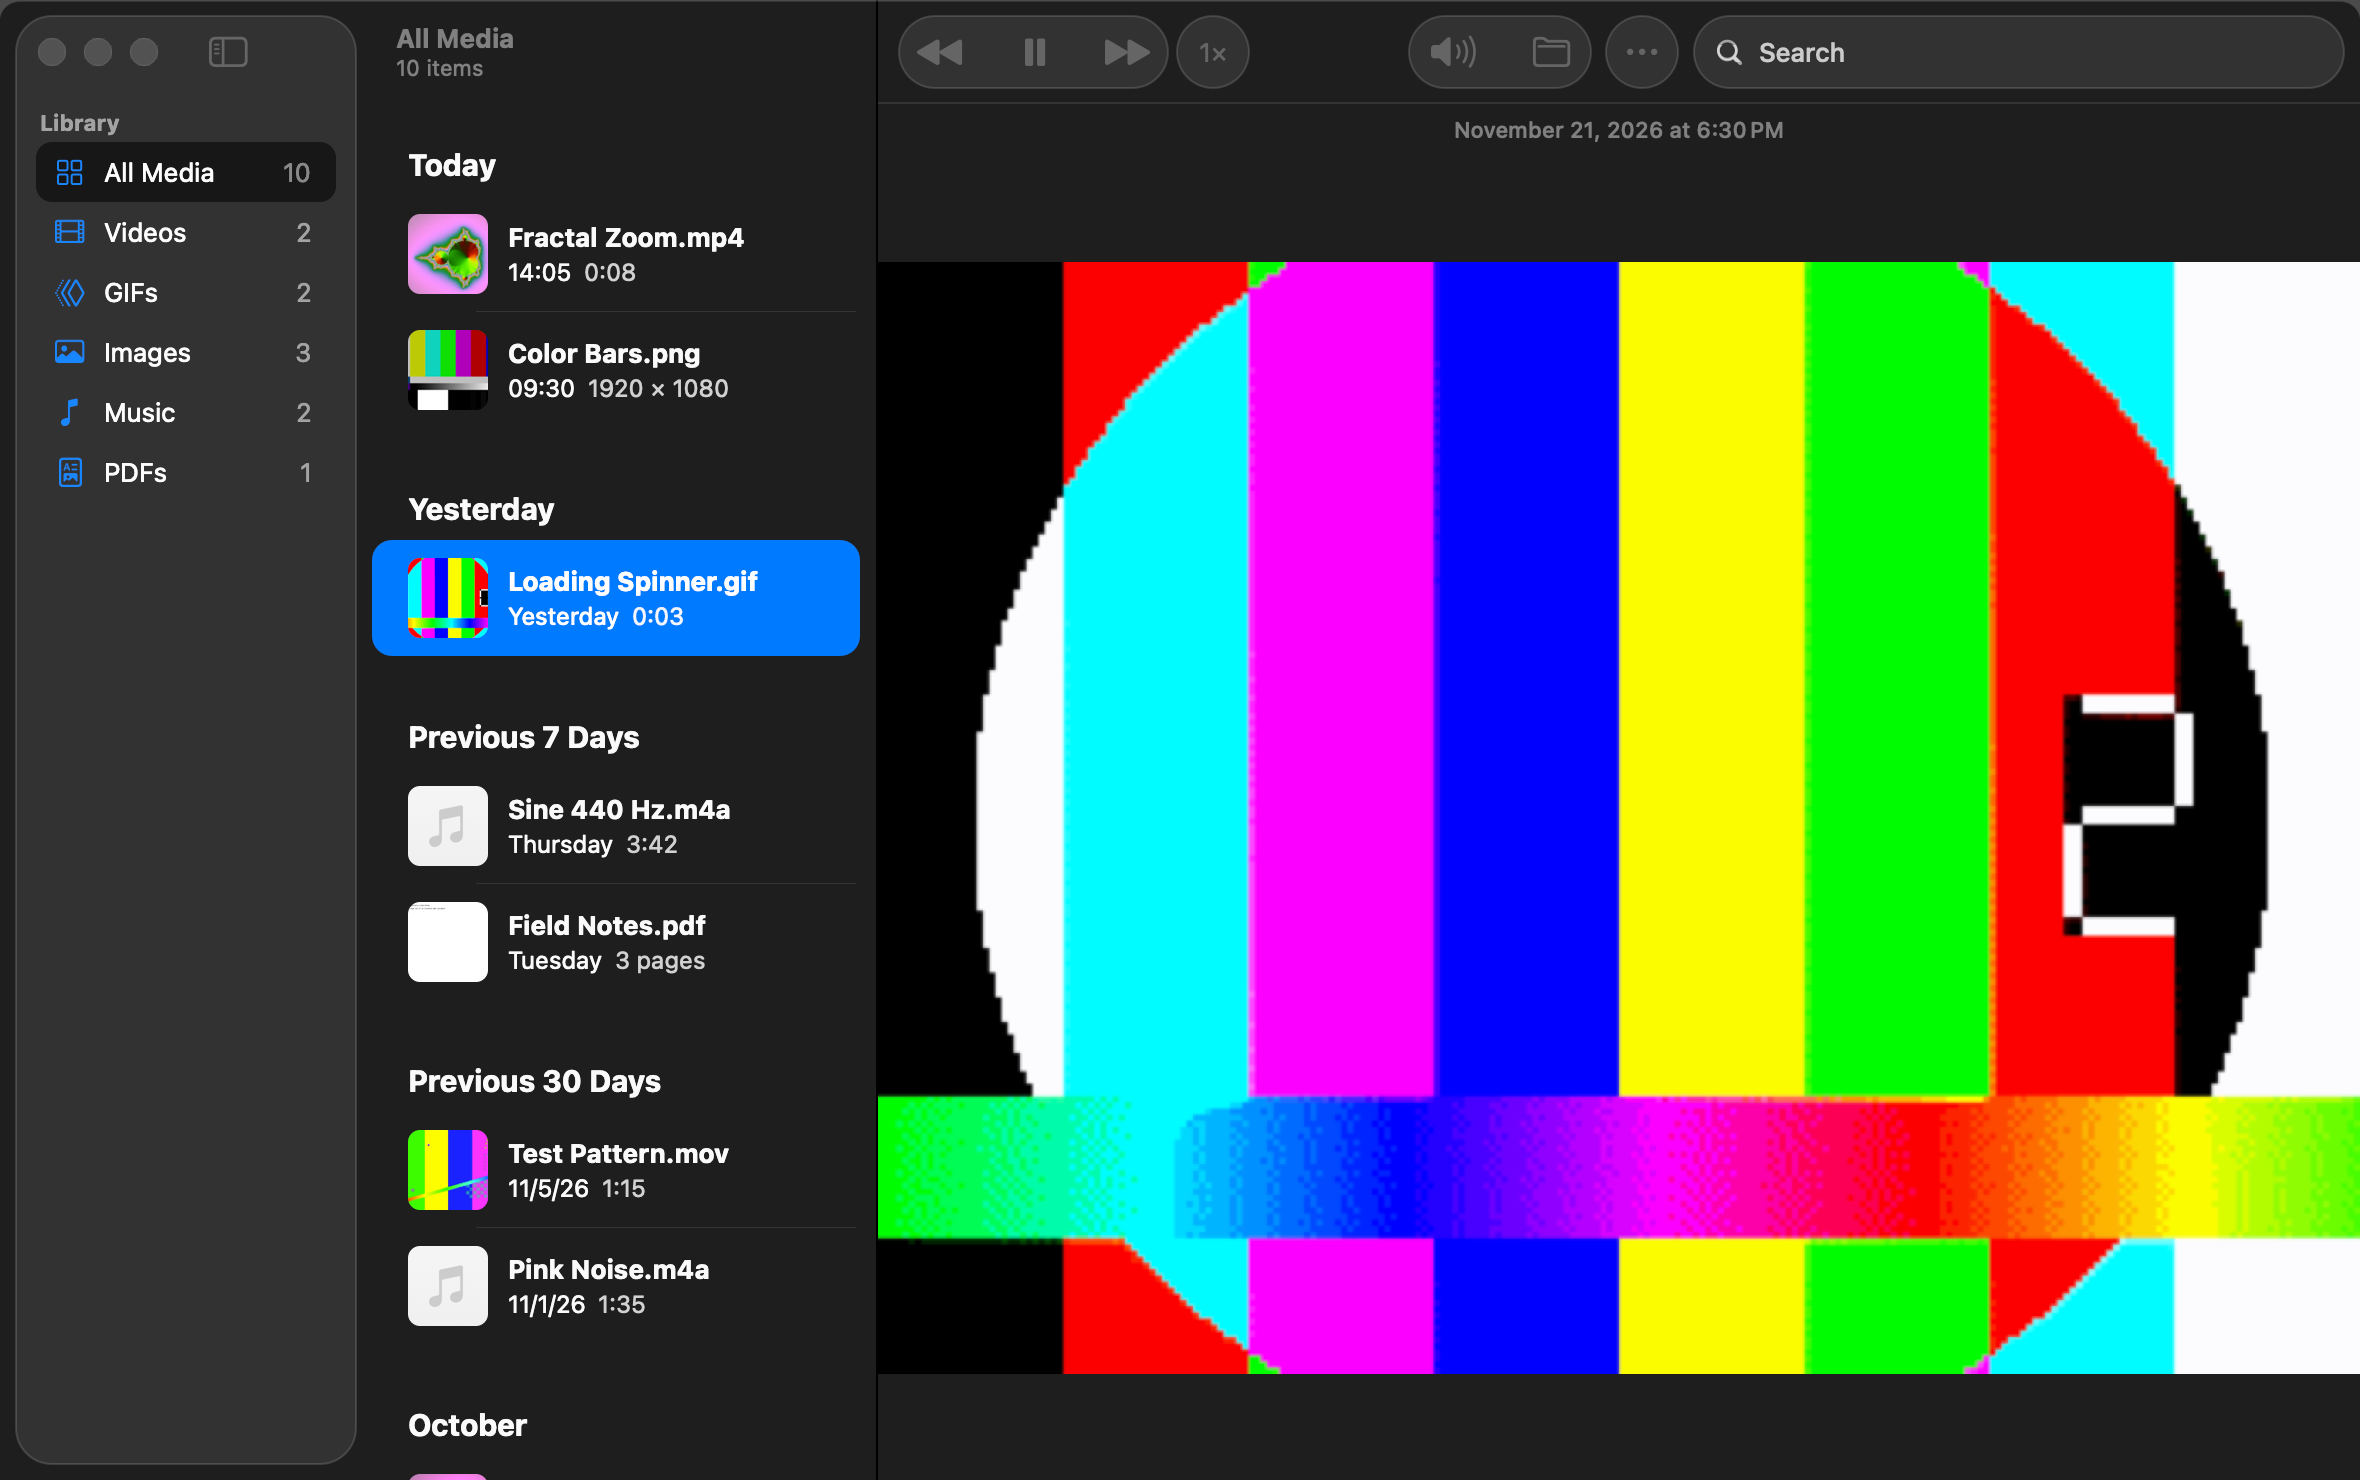 Library
All Media 10
Videos 2
GIFs 2
Images 3
Music 2
PDFs 1
All Media
10 items
Today
Fractal Zoom.mp4
14:05 0:08
Color Bars.png
09:30 1920 × 1080
Yesterday
Loading Spinner.gif
Yesterday 0:03
Previous 7 Days
Sine 440 Hz.m4a
Thursday 3:42
Field Notes.pdf
Tuesday 3 pages
Previous 30 Days
Test Pattern.mov
11/5/26 1:15
Pink Noise.m4a
11/1/26 1:35
October
1×
Search
November 21, 2026 at 6:30 PM
2